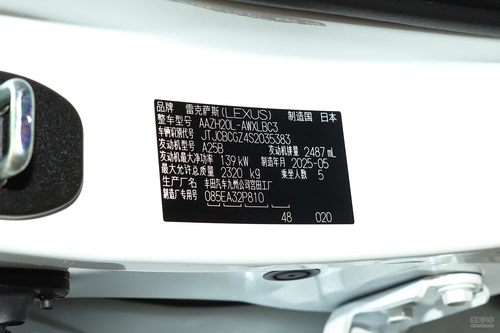 品牌 雷克萨斯(LEXUS) 制造国 日本
整车型号 AAZH20L-AWXLBC3
车辆识别代号 JTJCBCGZ4S2035383
发动机型号 A25B 发动机排量 2487 mL
发动机最大净功率 139 kW 制造年月 2025-05
最大允许总质量 2320 kg 乘坐人数 5
生产厂名 丰田汽车九州公司宫田工厂
制造厂专用号 085EA32P810
48 020